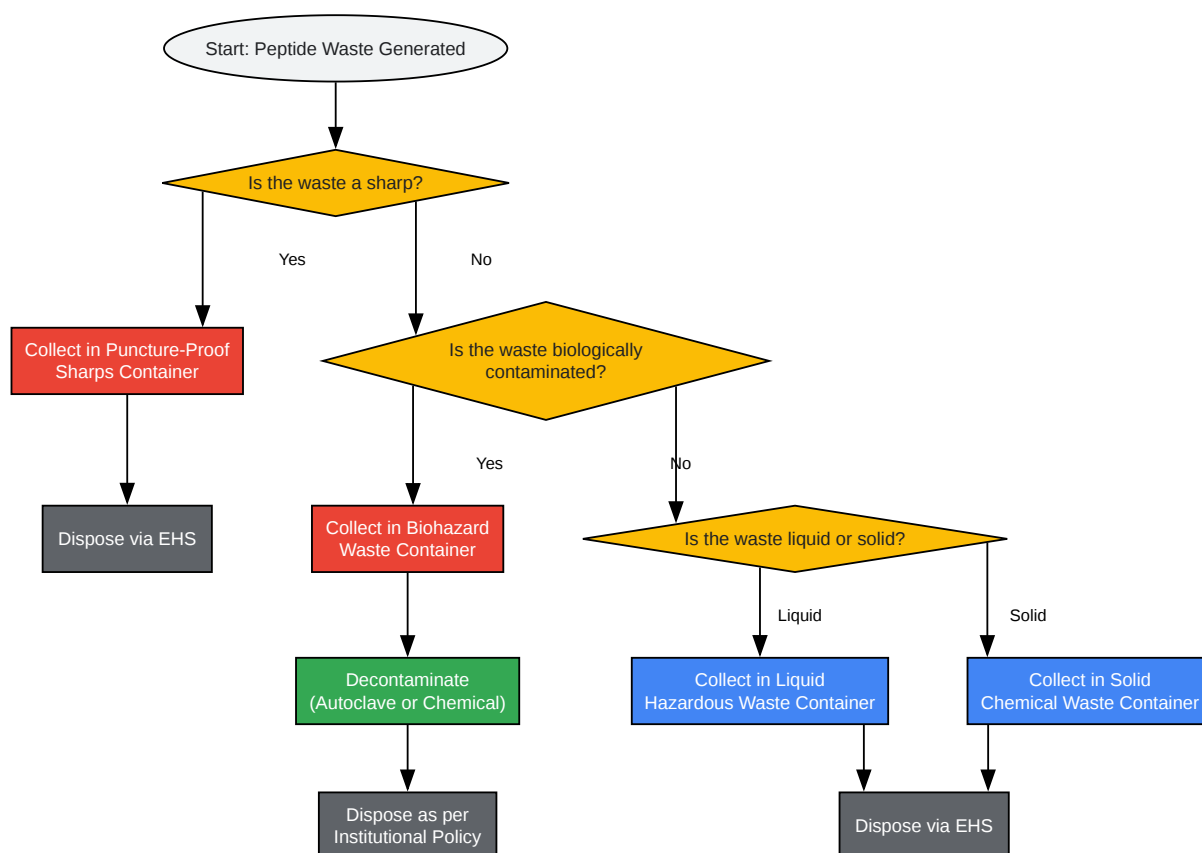 Start: Peptide Waste Generated
Is the waste a sharp?
Yes
No
Collect in Puncture-Proof
Sharps Container
Is the waste biologically
contaminated?
Yes
No
Dispose via EHS
Collect in Biohazard
Waste Container
Is the waste liquid or solid?
Liquid
Solid
Decontaminate
(Autoclave or Chemical)
Collect in Liquid
Hazardous Waste Container
Collect in Solid
Chemical Waste Container
Dispose as per
Institutional Policy
Dispose via EHS